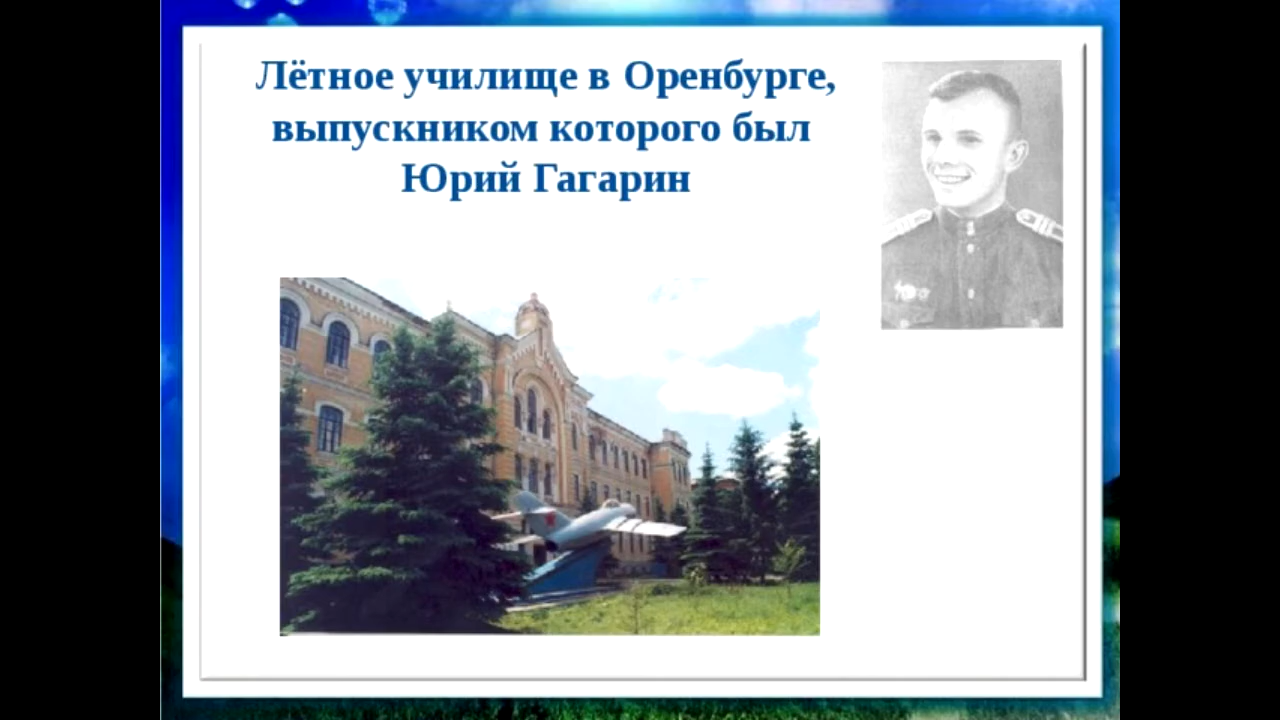 Лётное училище в Оренбурге,
выпускником которого был
Юрий Гагарин